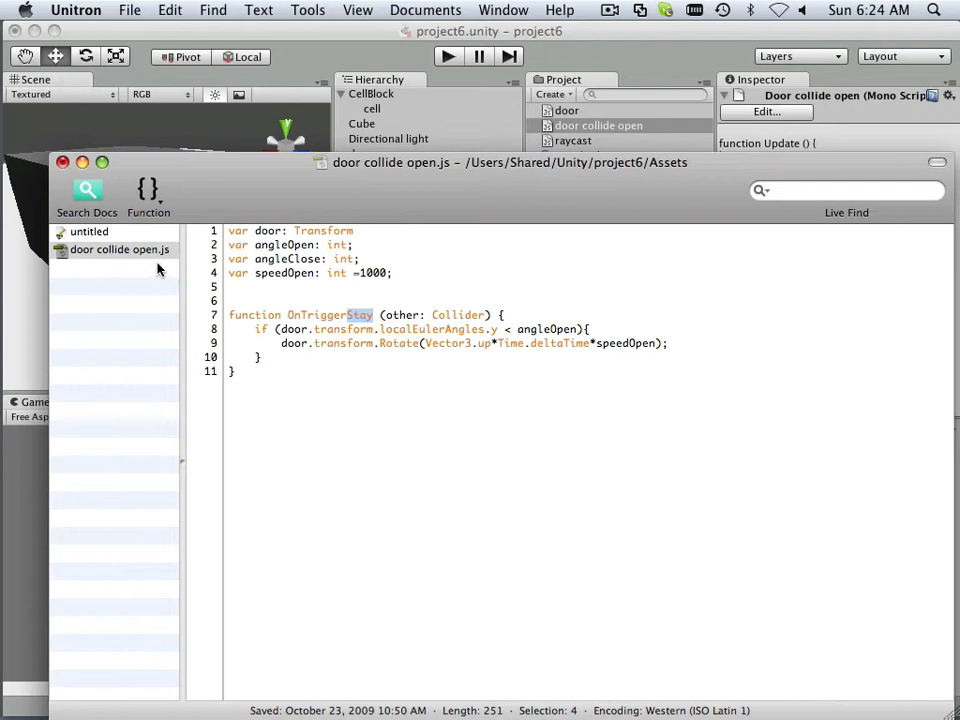 Unitron File Edit Find Text Tools Documents Window Help Sun 6:24 AM
project6.unity – project6
Pivot Local Layers Layout
Scene Hierarchy Project Inspector
Textured RGB CellBlock Create Door collide open (Mono Scrip
cell door Edit...
Cube door collide open
Directional light raycast function Update () {
door collide open.js – /Users/Shared/Unity/project6/Assets
Search Docs Function Live Find
untitled
door collide open.js
1 var door: Transform
2 var angleOpen: int;
3 var angleClose: int;
4 var speedOpen: int =1000;
5
6
7 function OnTriggerStay (other: Collider) {
8 if (door.transform.localEulerAngles.y < angleOpen){
9 door.transform.Rotate(Vector3.up*Time.deltaTime*speedOpen);
10 }
11 }
Game
Free Asp
Saved: October 23, 2009 10:50 AM · Length: 251 · Selection: 4 · Encoding: Western (ISO Latin 1)